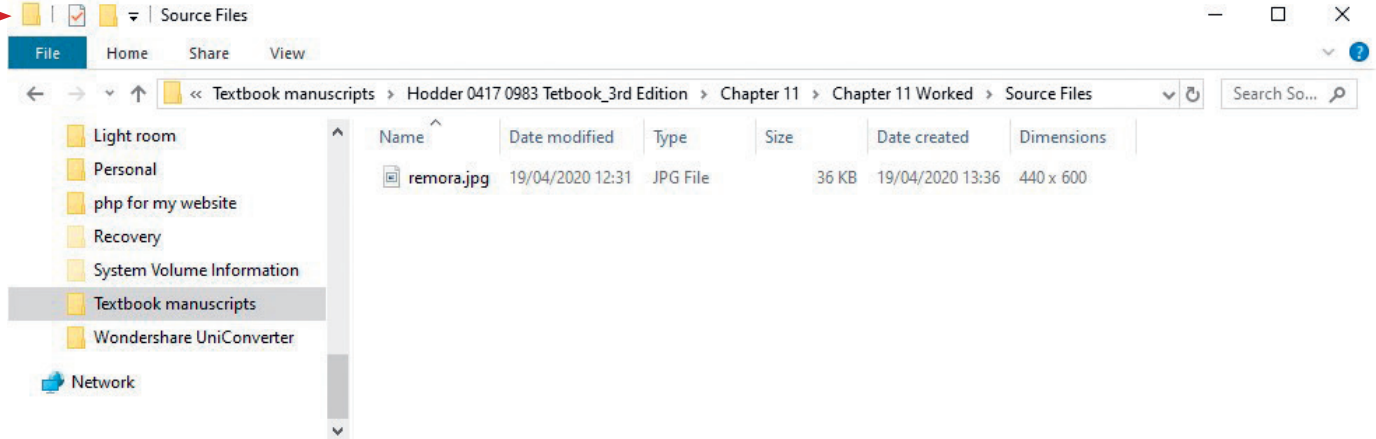 Source Files
File Home Share View
« Textbook manuscripts > Hodder 0417 0983 Tetbook_3rd Edition > Chapter 11 > Chapter 11 Worked > Source Files
Search So...
Light room
Personal
php for my website
Recovery
System Volume Information
Textbook manuscripts
Wondershare UniConverter
Network
Name Date modified Type Size Date created Dimensions
remora.jpg 19/04/2020 12:31 JPG File 36 KB 19/04/2020 13:36 440 x 600